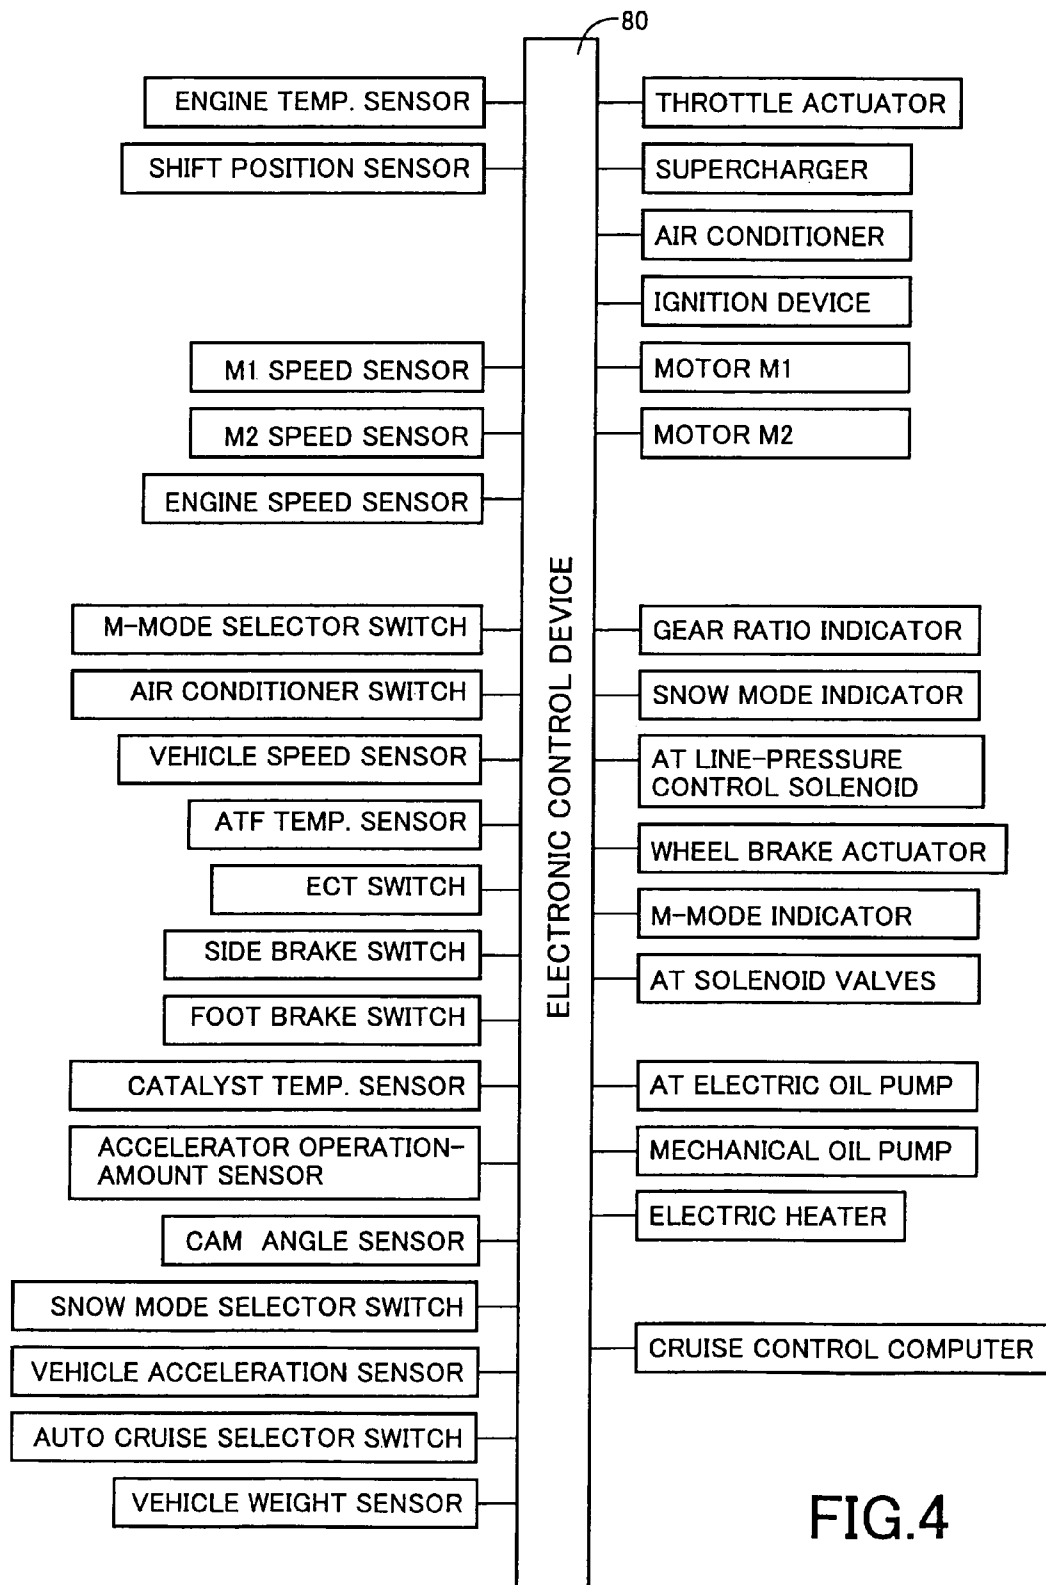 80
ENGINE TEMP. SENSOR
SHIFT POSITION SENSOR
M1 SPEED SENSOR
M2 SPEED SENSOR
ENGINE SPEED SENSOR
M-MODE SELECTOR SWITCH
AIR CONDITIONER SWITCH
VEHICLE SPEED SENSOR
ATF TEMP. SENSOR
ECT SWITCH
SIDE BRAKE SWITCH
FOOT BRAKE SWITCH
CATALYST TEMP. SENSOR
ACCELERATOR OPERATION-
AMOUNT SENSOR
CAM ANGLE SENSOR
SNOW MODE SELECTOR SWITCH
VEHICLE ACCELERATION SENSOR
AUTO CRUISE SELECTOR SWITCH
VEHICLE WEIGHT SENSOR
ELECTRONIC CONTROL DEVICE
THROTTLE ACTUATOR
SUPERCHARGER
AIR CONDITIONER
IGNITION DEVICE
MOTOR M1
MOTOR M2
GEAR RATIO INDICATOR
SNOW MODE INDICATOR
AT LINE-PRESSURE
CONTROL SOLENOID
WHEEL BRAKE ACTUATOR
M-MODE INDICATOR
AT SOLENOID VALVES
AT ELECTRIC OIL PUMP
MECHANICAL OIL PUMP
ELECTRIC HEATER
CRUISE CONTROL COMPUTER
FIG.4